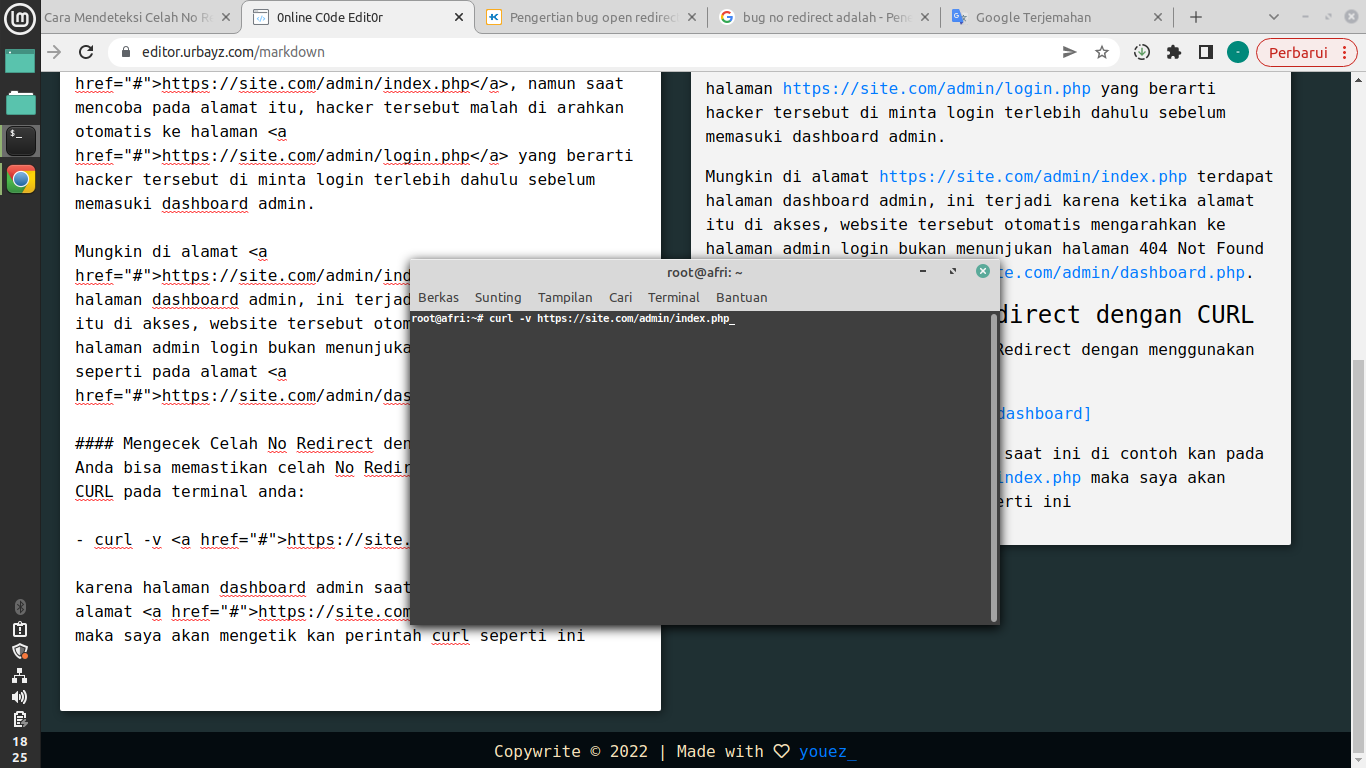 Cara Mendeteksi Celah No Re
0nline C0de Edit0r
Pengertian bug open redirect
bug no redirect adalah - Pene
Google Terjemahan
editor.urbayz.com/markdown
-
Perbarui
href="#">https://site.com/admin/index.php</a>, namun saat
mencoba pada alamat itu, hacker tersebut malah di arahkan
otomatis ke halaman <a
href="#">https://site.com/admin/login.php</a> yang berarti
hacker tersebut di minta login terlebih dahulu sebelum
memasuki dashboard admin.
Mungkin di alamat <a
href="#">https://site.com/admin/ind
halaman dashboard admin, ini terjad
itu di akses, website tersebut otom
halaman admin login bukan menunjuka
seperti pada alamat <a
href="#">https://site.com/admin/das
#### Mengecek Celah No Redirect den
Anda bisa memastikan celah No Redir
CURL pada terminal anda:
- curl -v <a href="#">https://site.
karena halaman dashboard admin saat
alamat <a href="#">https://site.com
maka saya akan mengetik kan perintah curl seperti ini
halaman https://site.com/admin/login.php yang berarti
hacker tersebut di minta login terlebih dahulu sebelum
memasuki dashboard admin.
Mungkin di alamat https://site.com/admin/index.php terdapat
halaman dashboard admin, ini terjadi karena ketika alamat
itu di akses, website tersebut otomatis mengarahkan ke
halaman admin login bukan menunjukan halaman 404 Not Found
te.com/admin/dashboard.php.
direct dengan CURL
Redirect dengan menggunakan
dashboard]
saat ini di contoh kan pada
index.php maka saya akan
erti ini
root@afri: ~
Berkas Sunting Tampilan Cari Terminal Bantuan
root@afri:~# curl -v https://site.com/admin/index.php_
18
25
Copywrite © 2022 | Made with ♡ youez_